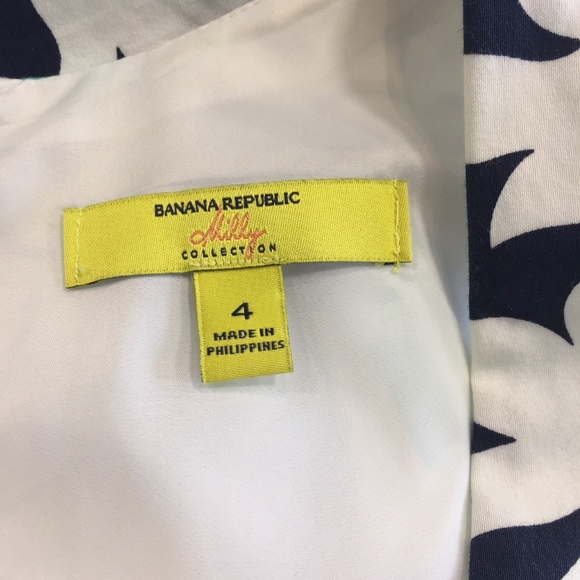 BANANA REPUBLIC
Milly
COLLECTION
4
MADE IN
PHILIPPINES